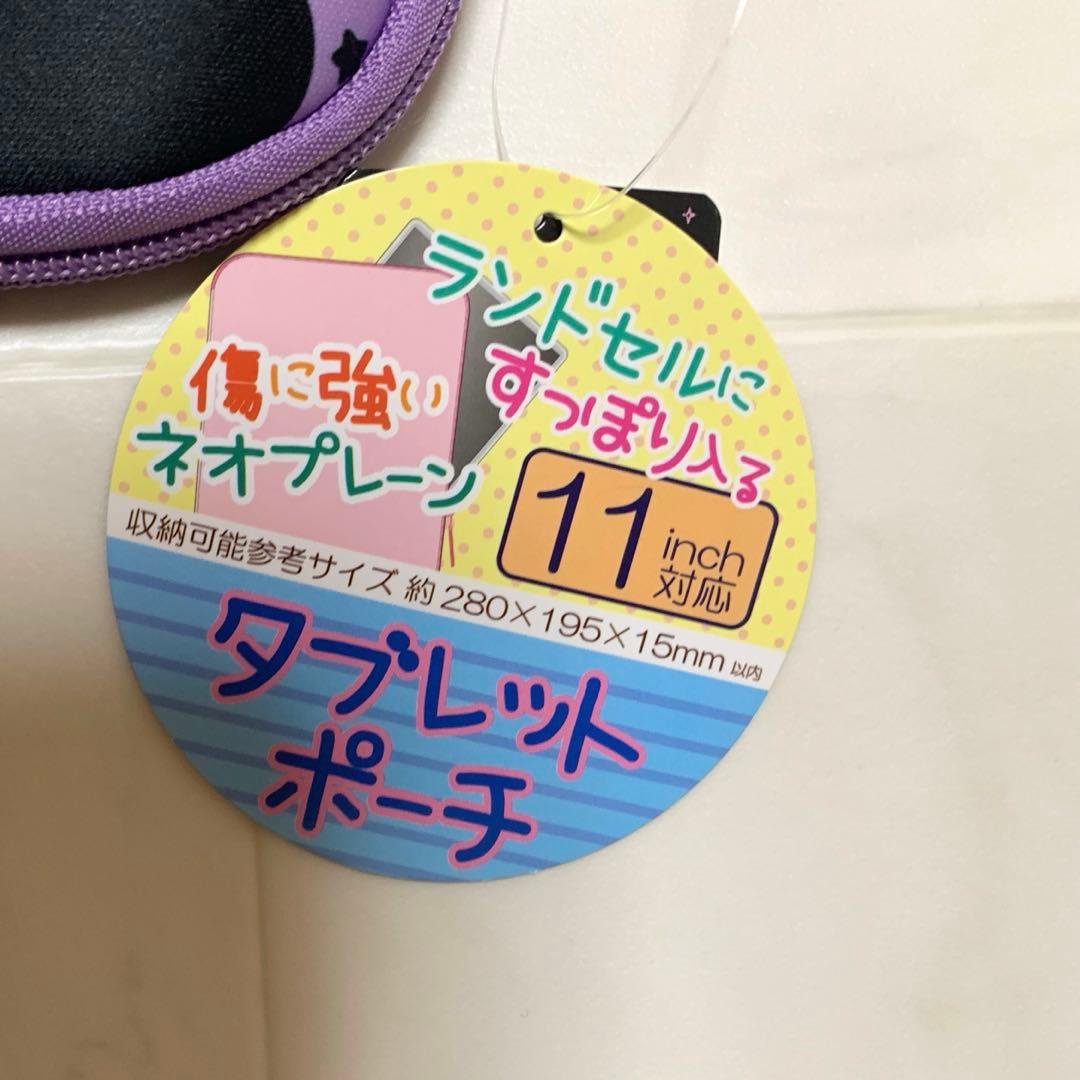 ランドセルに
すっぽり入る
傷に強い
ネオプレーン
11 inch
対応
収納可能参考サイズ 約 280×195×15mm 以内
タブレット
ポーチ